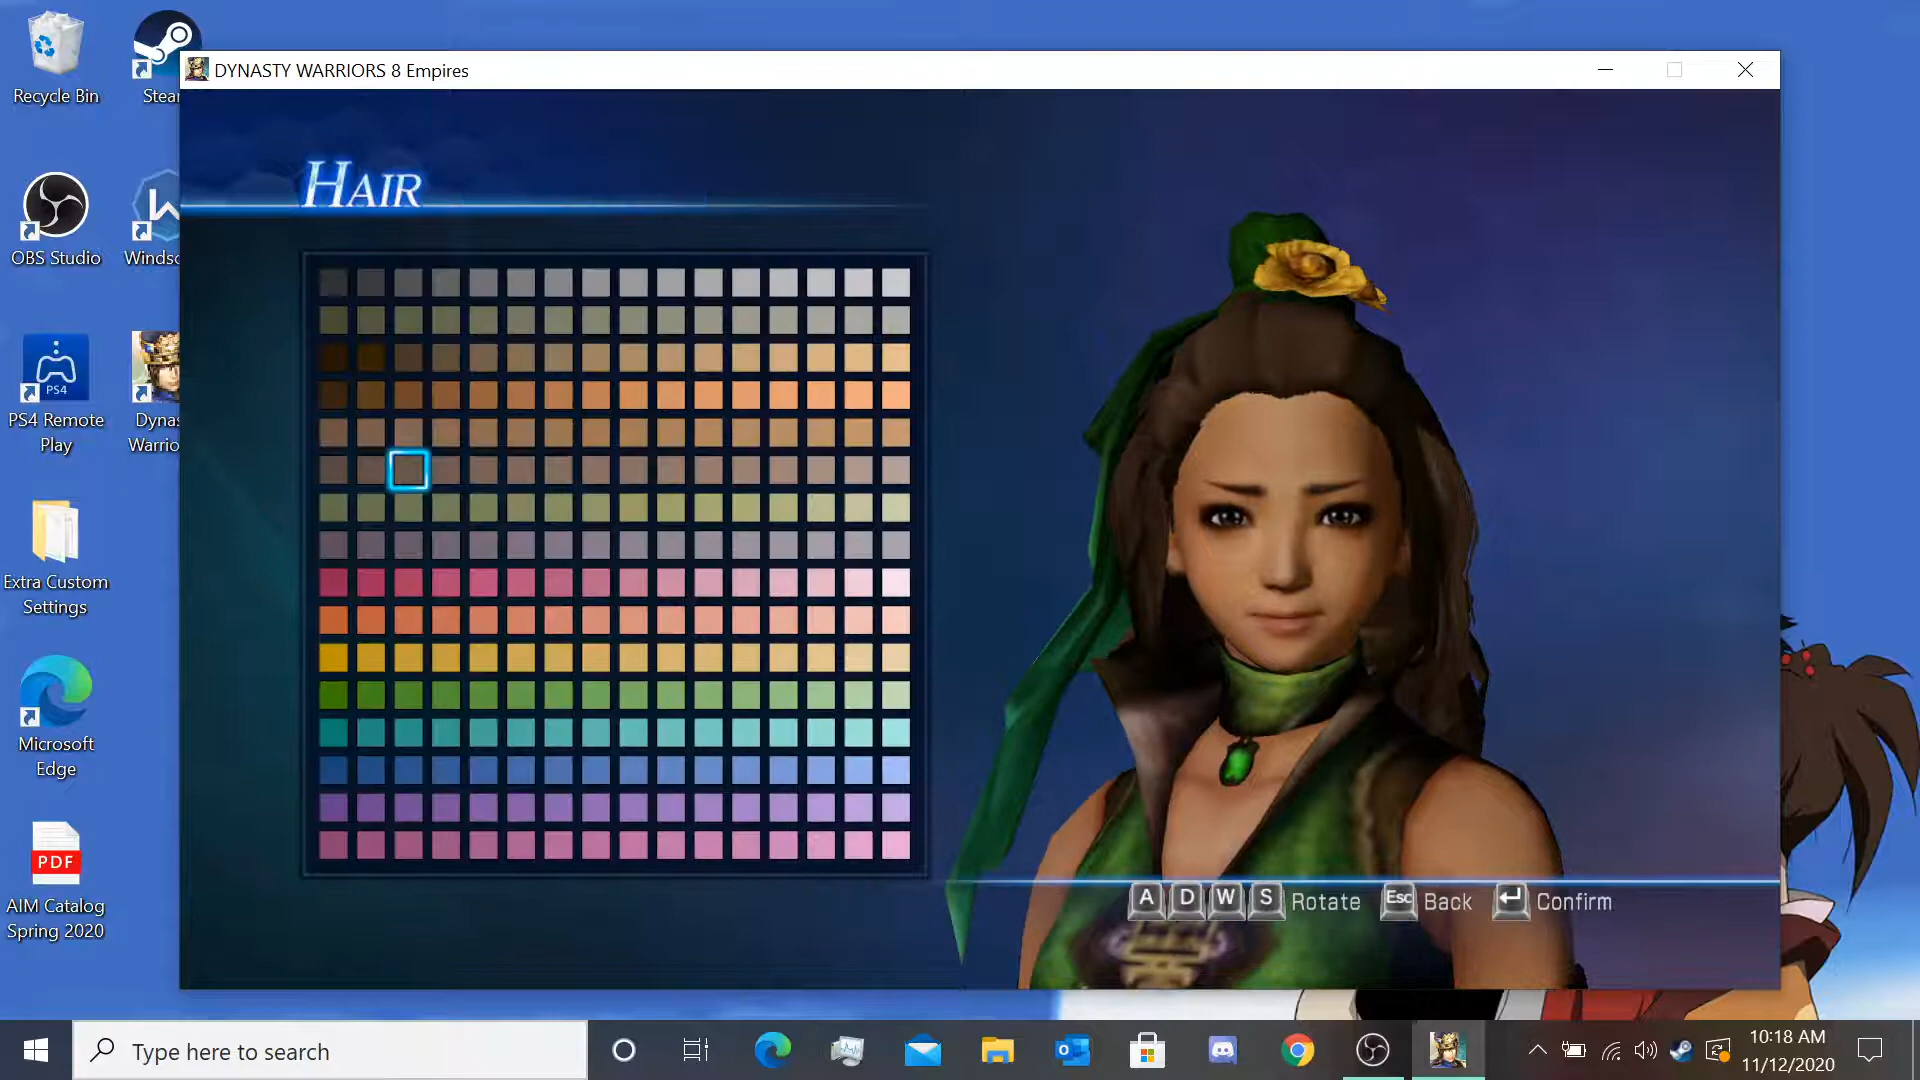 DYNASTY WARRIORS 8 Empires
HAIR
A D W S Rotate Esc Back Confirm
Recycle Bin
Stea
OBS Studio
Windsc
PS4
PS4 Remote
Play
Dynas
Warrio
Extra Custom
Settings
Microsoft
Edge
PDF
AIM Catalog
Spring 2020
Type here to search
10:18 AM
11/12/2020